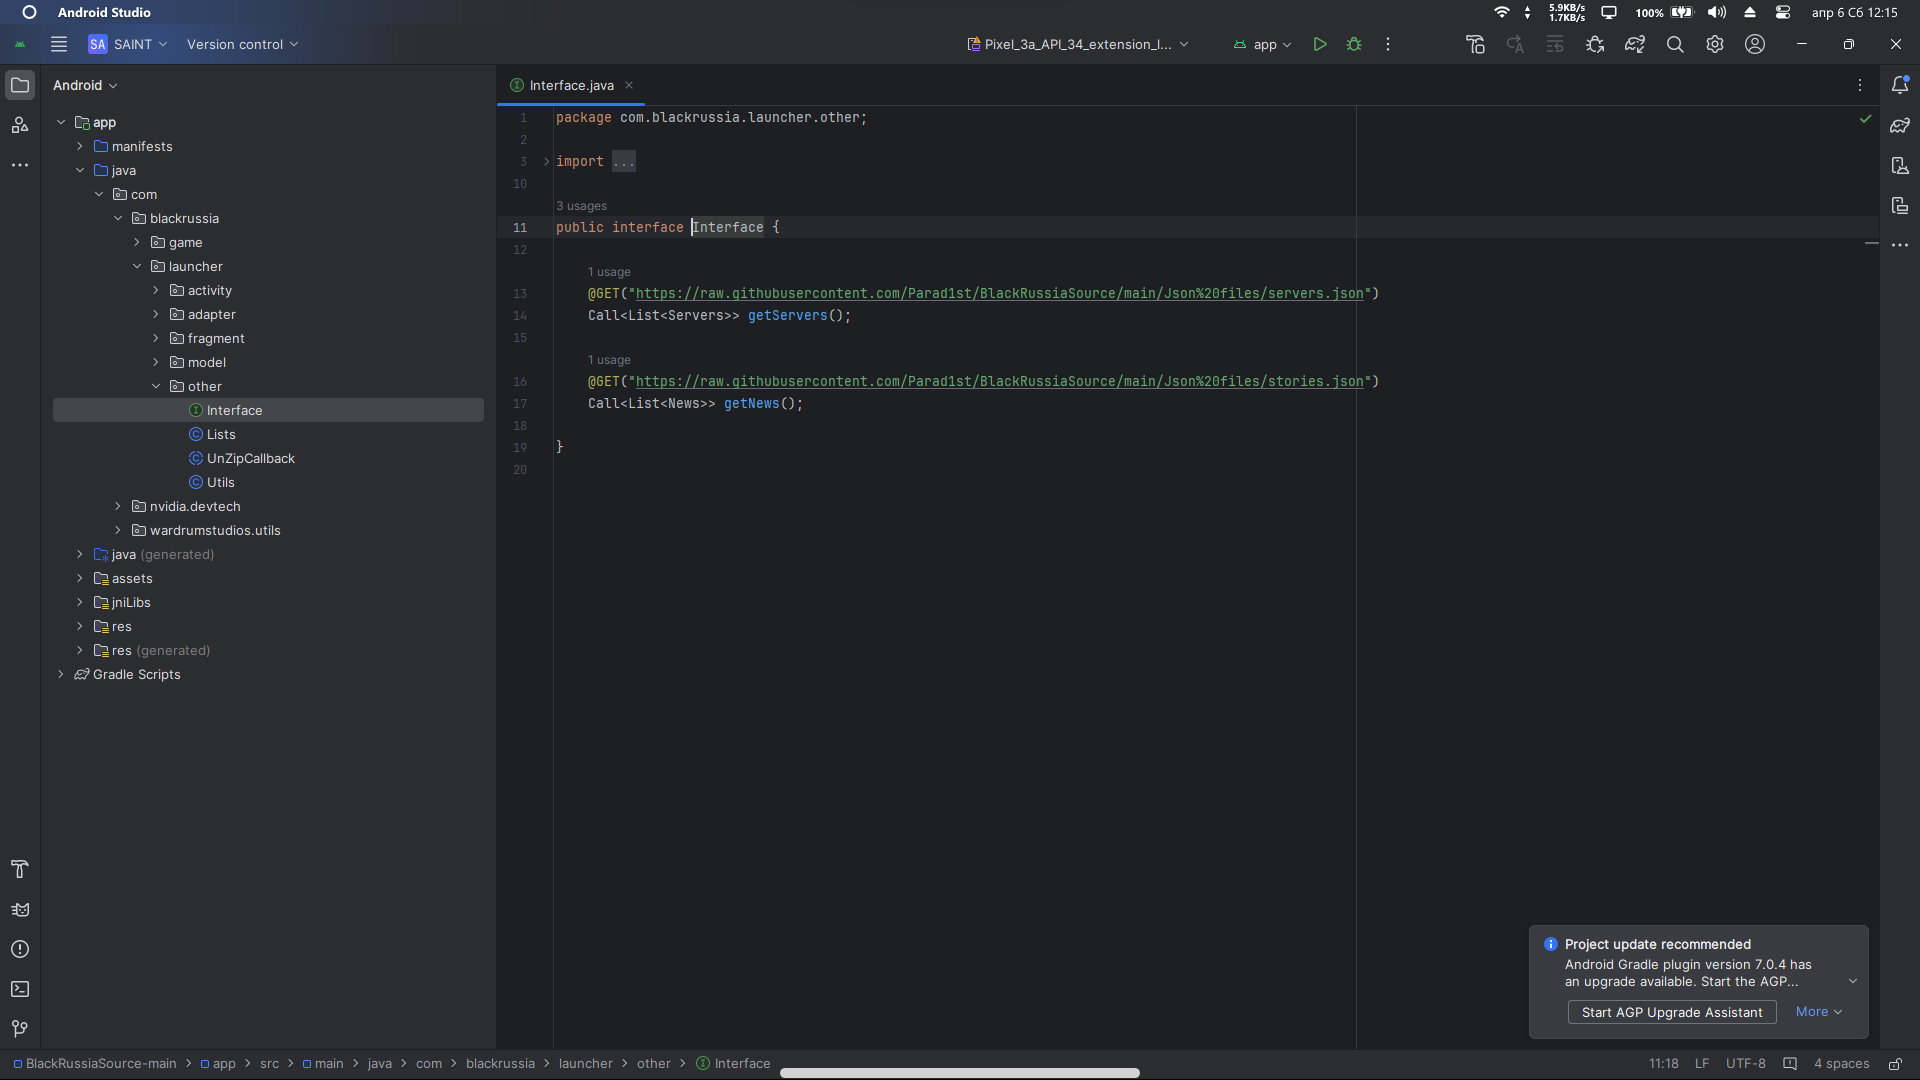 Android Studio
5.9KB/s
1.7KB/s
100%
апр 6 Сб 12:15
SA SAINT
Version control
Pixel_3a_API_34_extension_l...
app
Android
Interface.java
app
manifests
java
com
blackrussia
game
launcher
activity
adapter
fragment
model
other
Interface
Lists
UnZipCallback
Utils
nvidia.devtech
wardrumstudios.utils
java (generated)
assets
jniLibs
res
res (generated)
Gradle Scripts
1 package com.blackrussia.launcher.other;
2
3 import ...
10
3 usages
11 public interface Interface {
12
1 usage
13 @GET("https://raw.githubusercontent.com/Parad1st/BlackRussiaSource/main/Json%20files/servers.json")
14 Call<List<Servers>> getServers();
15
1 usage
16 @GET("https://raw.githubusercontent.com/Parad1st/BlackRussiaSource/main/Json%20files/stories.json")
17 Call<List<News>> getNews();
18
19 }
20
Project update recommended
Android Gradle plugin version 7.0.4 has
an upgrade available. Start the AGP...
Start AGP Upgrade Assistant More
BlackRussiaSource-main > app > src > main > java > com > blackrussia > launcher > other > Interface
11:18 LF UTF-8 4 spaces